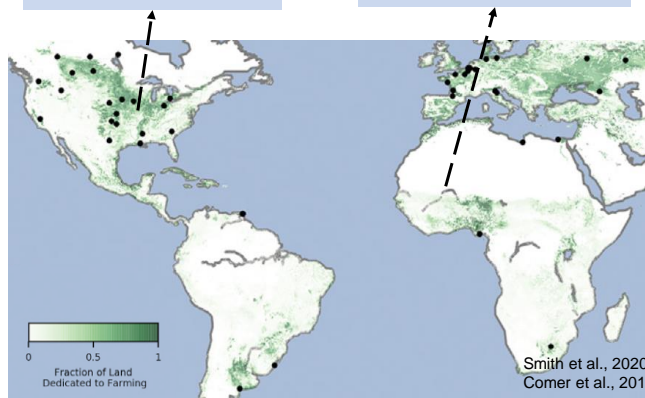 0
0.5
1
Fraction of Land
Dedicated to Farming
Smith et al., 2020
Comer et al., 201